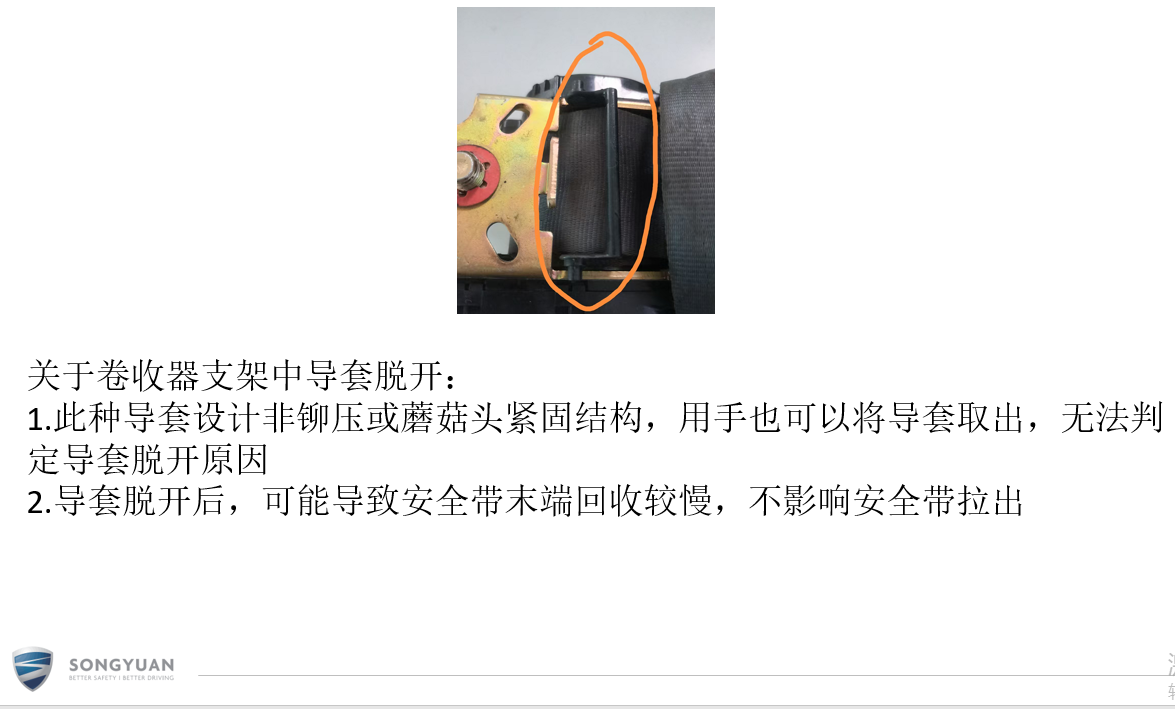 关于卷收器支架中导套脱开：
1.此种导套设计非铆压或蘑菇头紧固结构，用手也可以将导套取出，无法判
定导套脱开原因
2.导套脱开后，可能导致安全带末端回收较慢，不影响安全带拉出
SONGYUAN
BETTER SAFETY | BETTER DRIVING